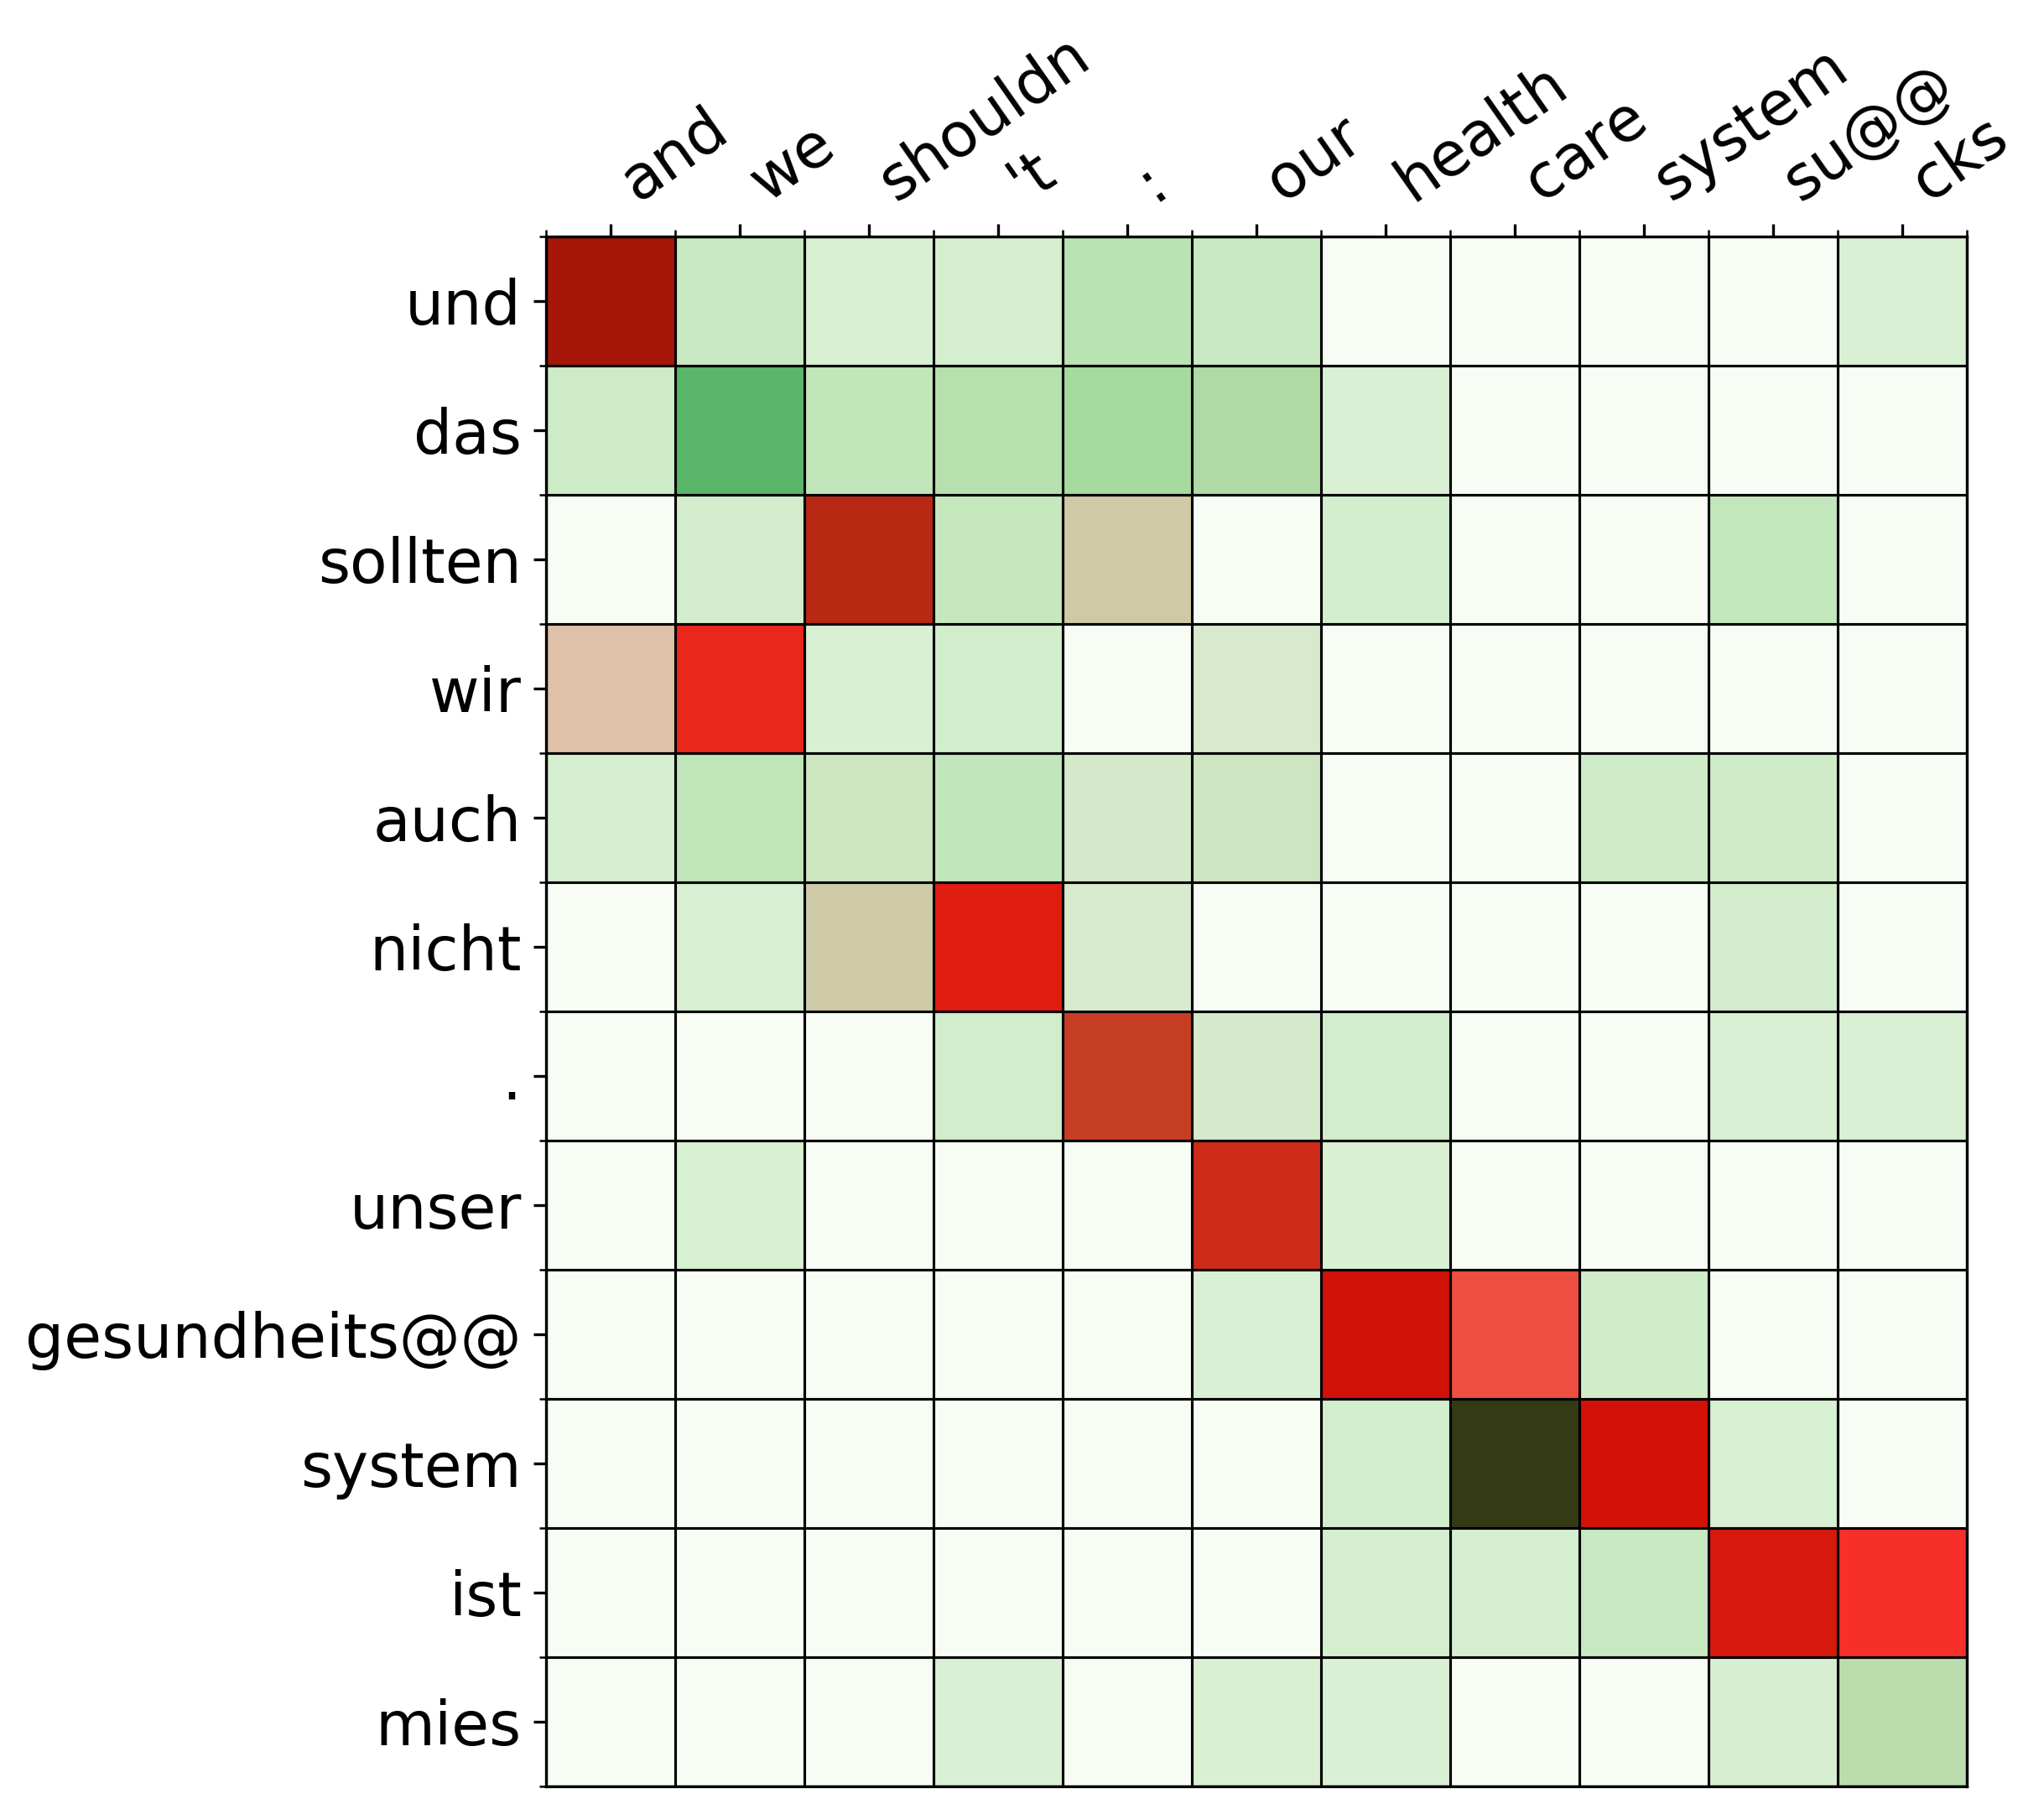 and we shouldn 't : our health care system su@@ cks
und
das
sollten
wir
auch
nicht
.
unser
gesundheits@@
system
ist
mies